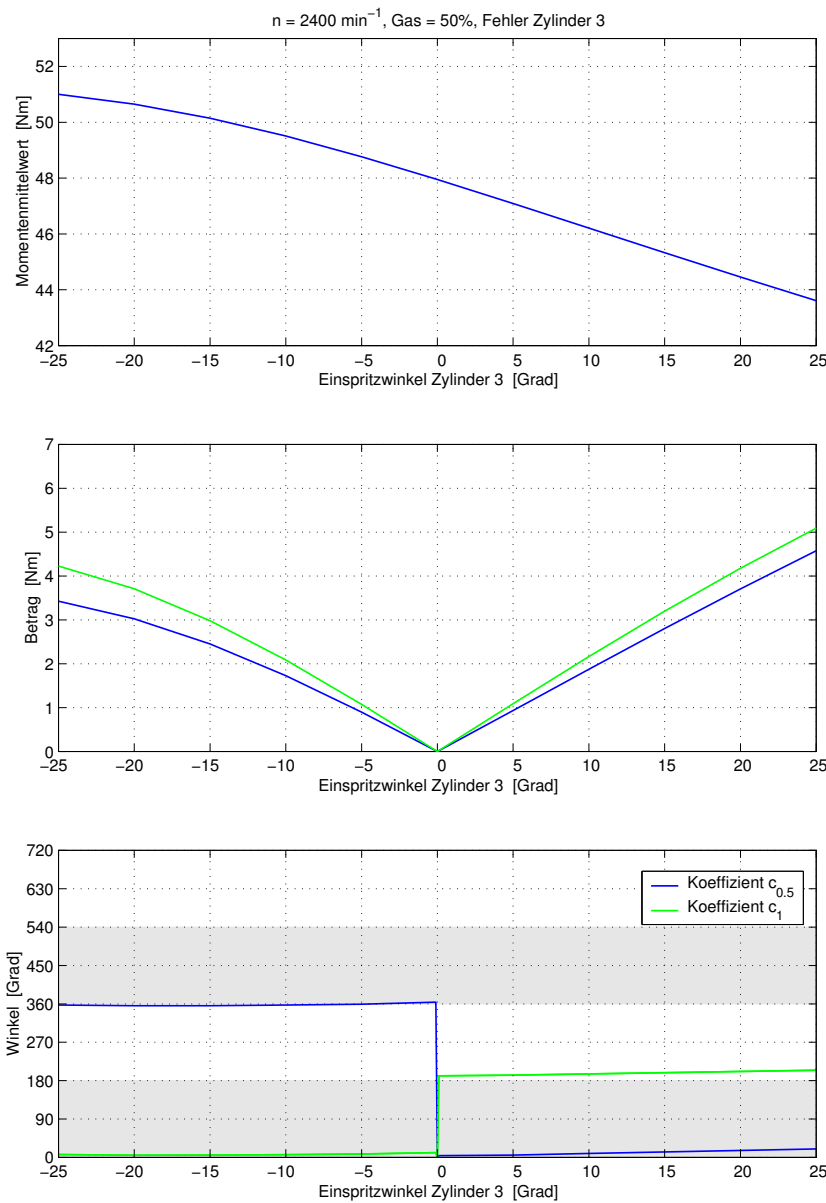 n = 2400 min⁻¹, Gas = 50%, Fehler Zylinder 3
52
50
48
46
44
42
Momentenmittelwert [Nm]
−25 −20 −15 −10 −5 0 5 10 15 20 25
Einspritzwinkel Zylinder 3 [Grad]
7
6
5
4
3
2
1
0
Betrag [Nm]
−25 −20 −15 −10 −5 0 5 10 15 20 25
Einspritzwinkel Zylinder 3 [Grad]
720
630
540
450
360
270
180
90
0
Winkel [Grad]
Koeffizient c_0.5
Koeffizient c_1
−25 −20 −15 −10 −5 0 5 10 15 20 25
Einspritzwinkel Zylinder 3 [Grad]